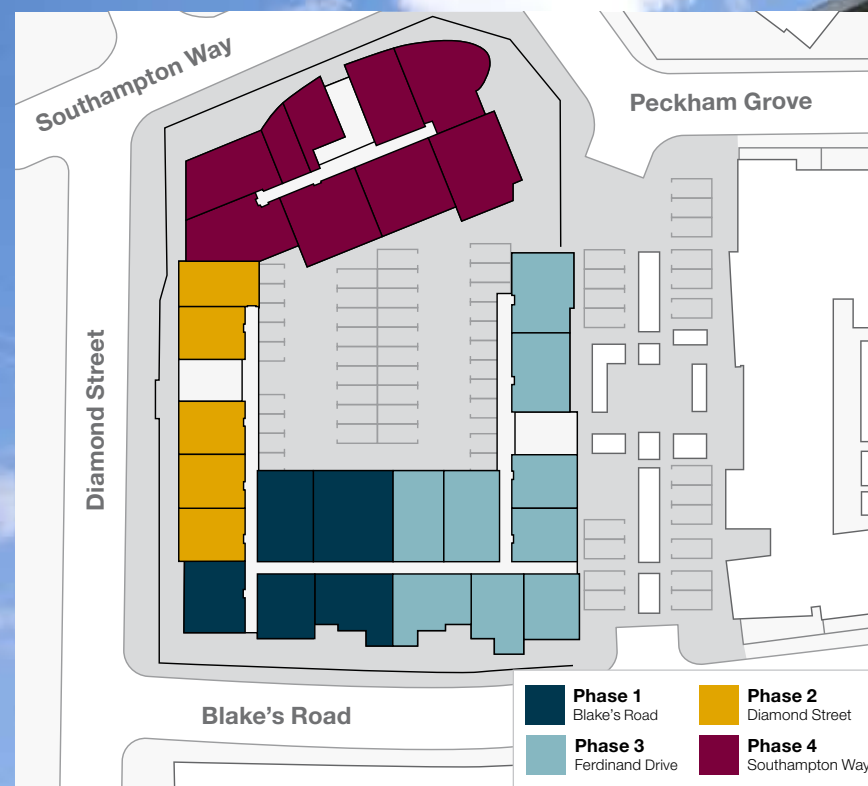 Southampton Way
Peckham Grove
Diamond Street
Blake's Road
Phase 1
Blake's Road
Phase 2
Diamond Street
Phase 3
Ferdinand Drive
Phase 4
Southampton Way